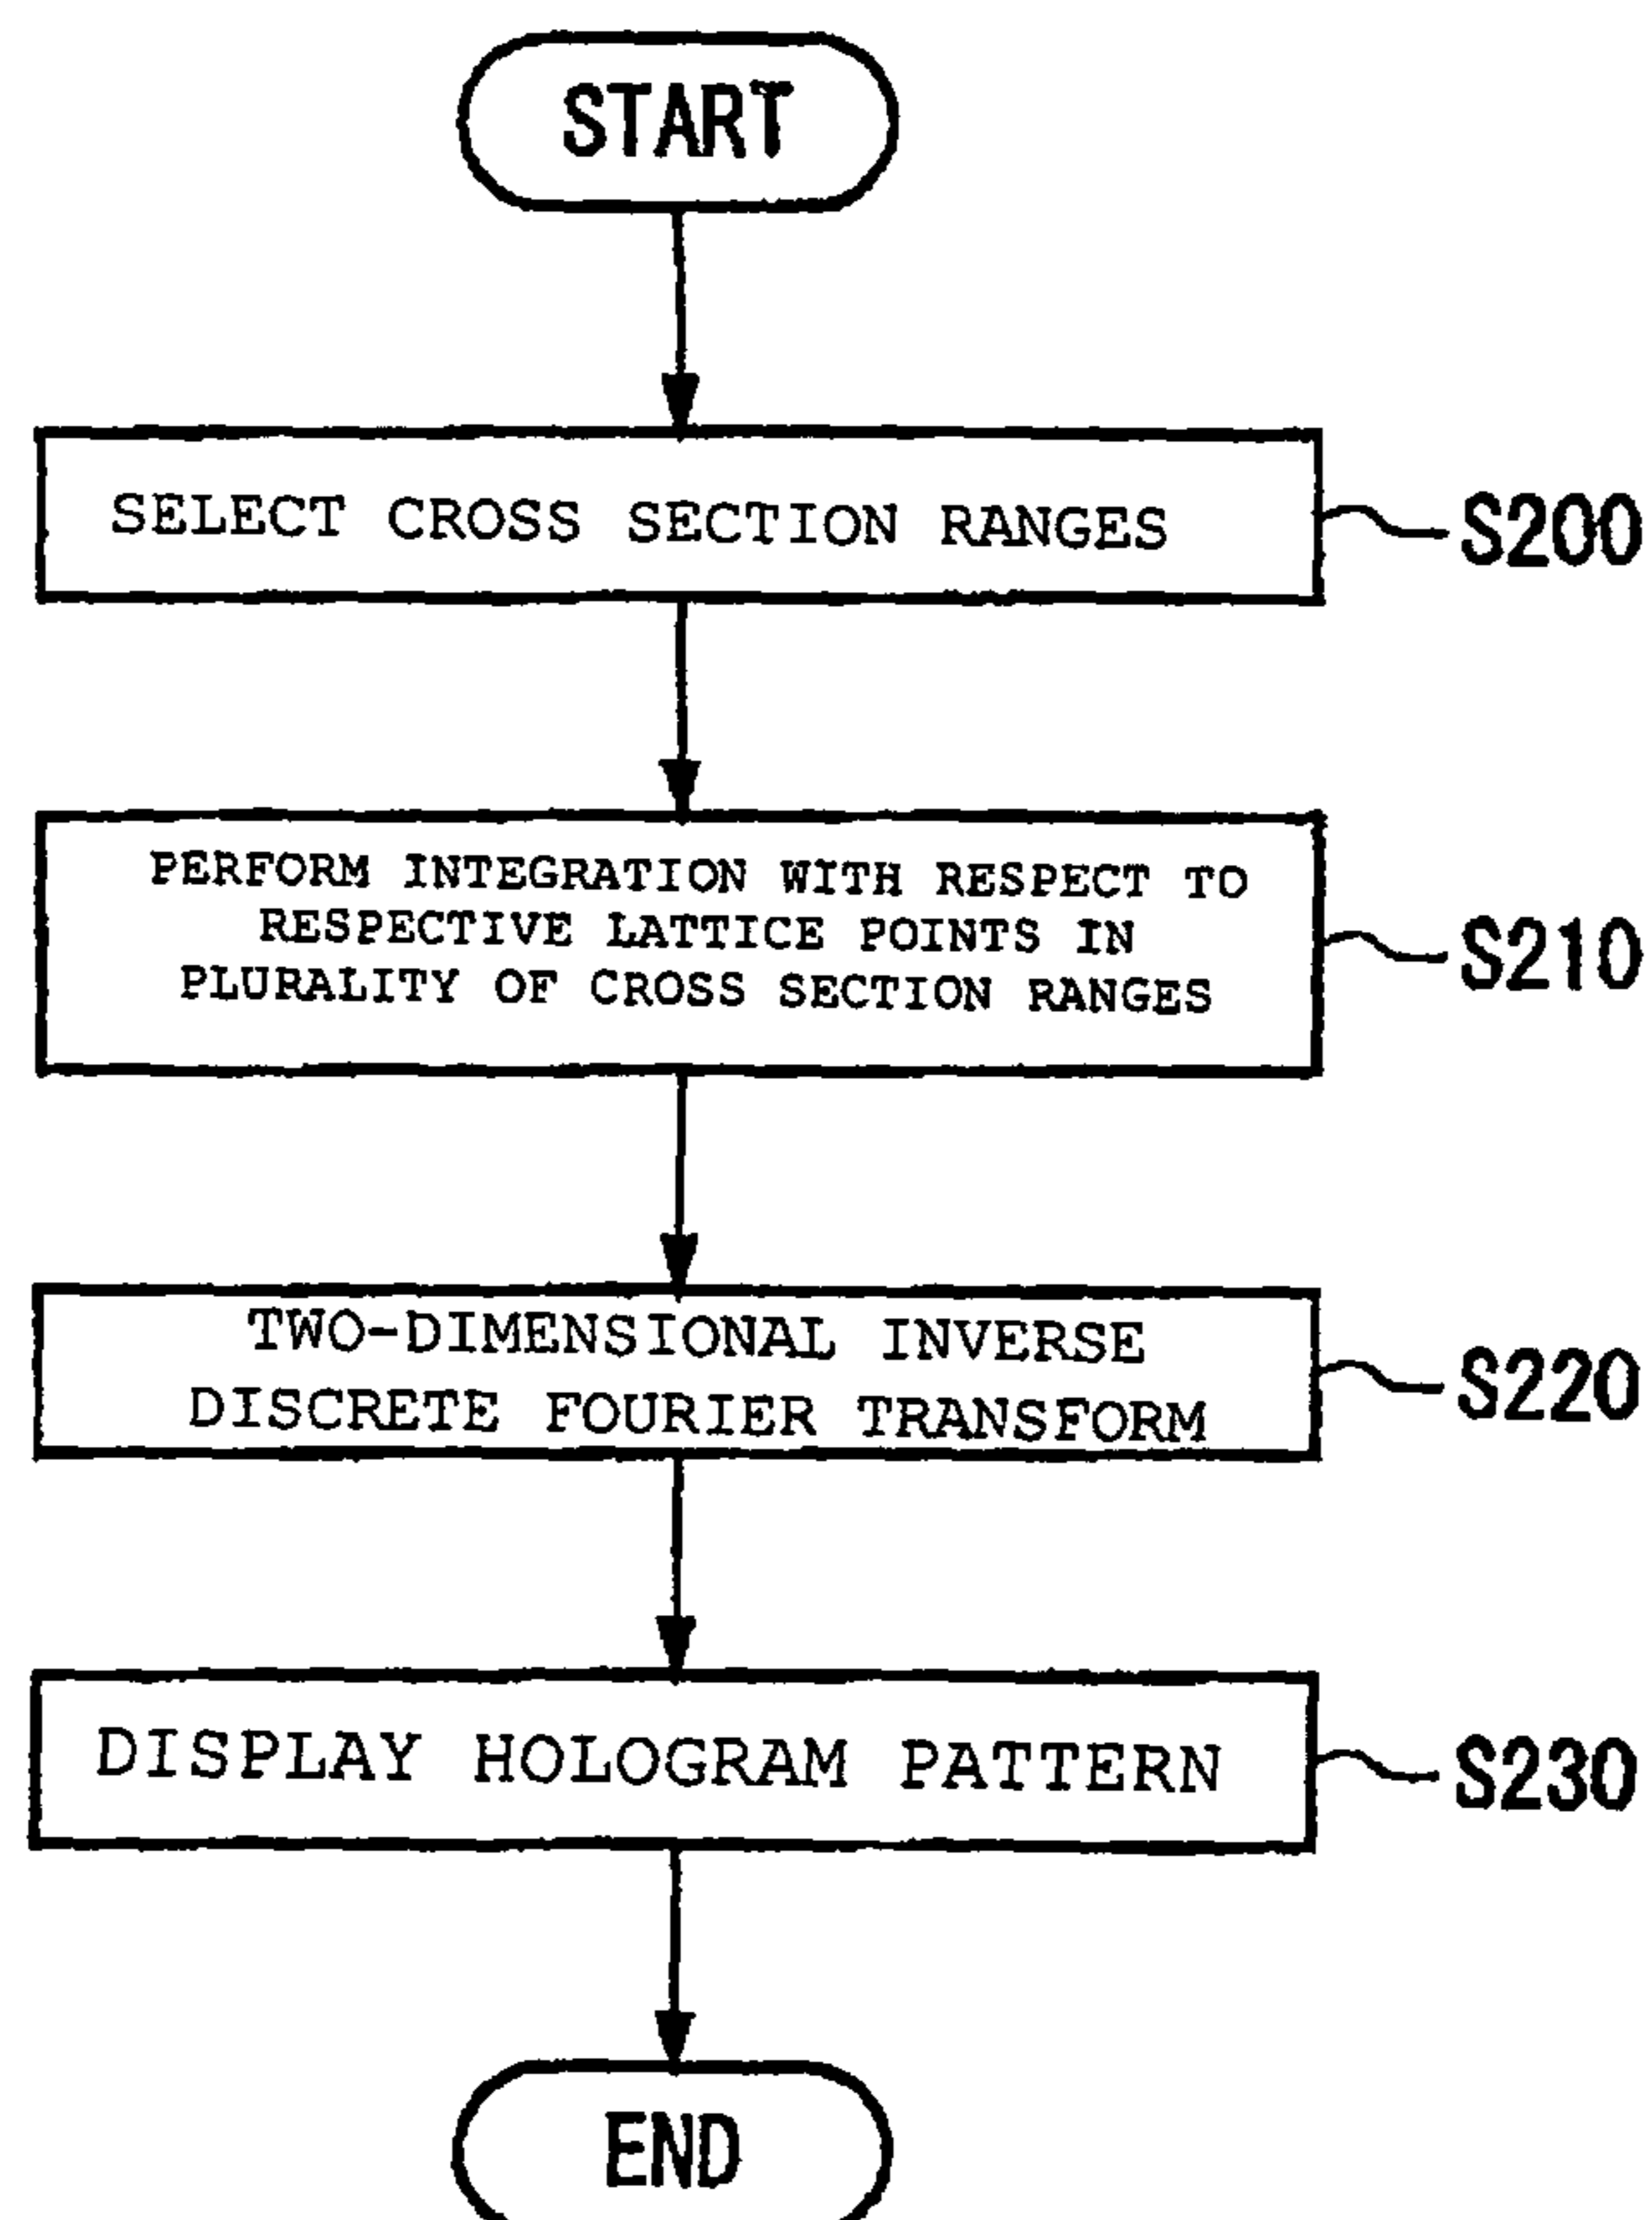 START
SELECT CROSS SECTION RANGES
S200
PERFORM INTEGRATION WITH RESPECT TO
RESPECTIVE LATTICE POINTS IN
PLURALITY OF CROSS SECTION RANGES
S210
TWO-DIMENSIONAL INVERSE
DISCRETE FOURIER TRANSFORM
S220
DISPLAY HOLOGRAM PATTERN
S230
END